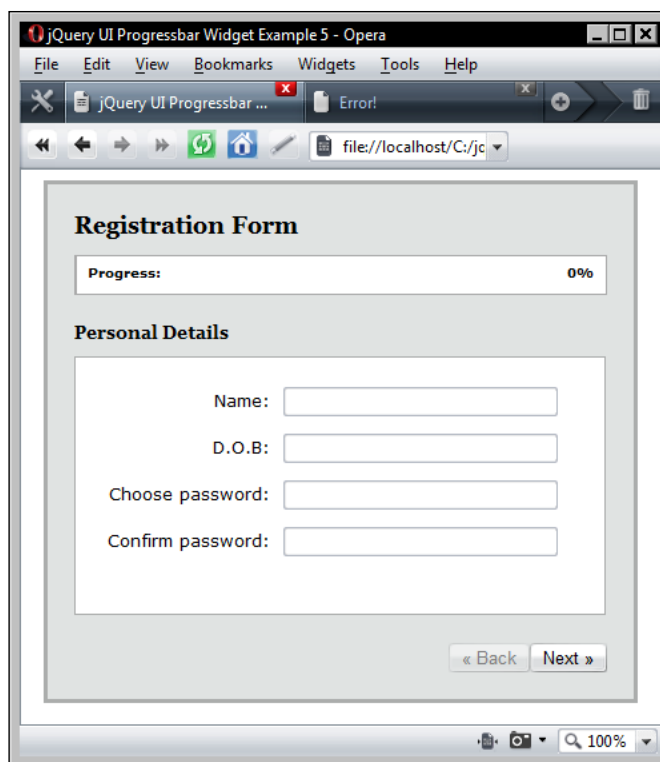 jQuery UI Progressbar Widget Example 5 - Opera
File Edit View Bookmarks Widgets Tools Help
jQuery UI Progressbar ... Error!
file://localhost/C:/jc
Registration Form
Progress: 0%
Personal Details
Name:
D.O.B:
Choose password:
Confirm password:
« Back Next »
100%